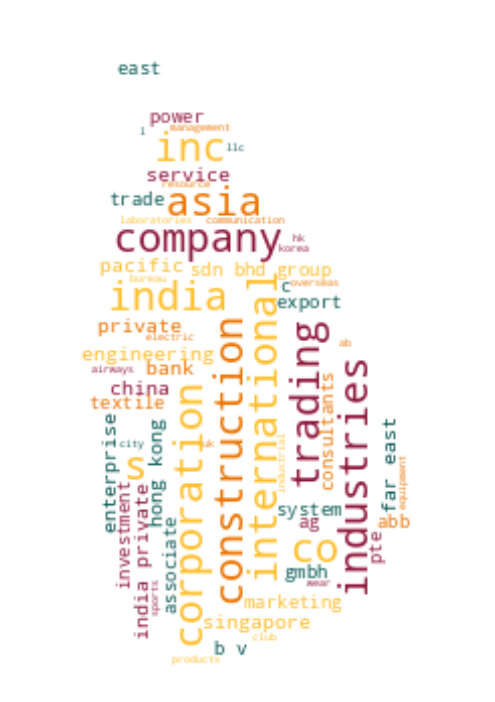 east
power
l management
inc llc
service
resource
trade asia
laboratories communication
company hk
korea
pacific sdn bhd group
bureau c overseas
india export
private
electric
engineering ab
airways bank
china
textile
corporation
construction
international
trading
industries
consultants
enterprise
city
s
hong kong
uk
industrial
far east
equipment
investment
india private
sports
associate
system
ag abb
co
pte
gmbh
wear
marketing
singapore
club
b v
products